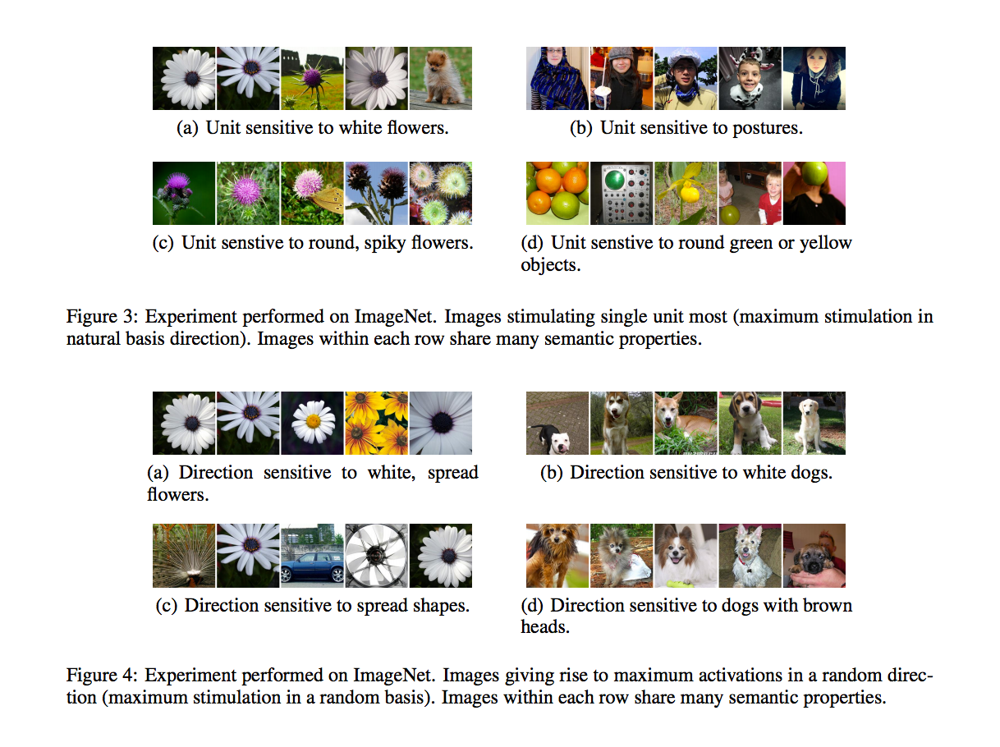 (a) Unit sensitive to white flowers.
(b) Unit sensitive to postures.
(c) Unit senstive to round, spiky flowers.
(d) Unit senstive to round green or yellow
objects.
Figure 3: Experiment performed on ImageNet. Images stimulating single unit most (maximum stimulation in
natural basis direction). Images within each row share many semantic properties.
(a) Direction sensitive to white, spread
flowers.
(b) Direction sensitive to white dogs.
(c) Direction sensitive to spread shapes.
(d) Direction sensitive to dogs with brown
heads.
Figure 4: Experiment performed on ImageNet. Images giving rise to maximum activations in a random direc-
tion (maximum stimulation in a random basis). Images within each row share many semantic properties.